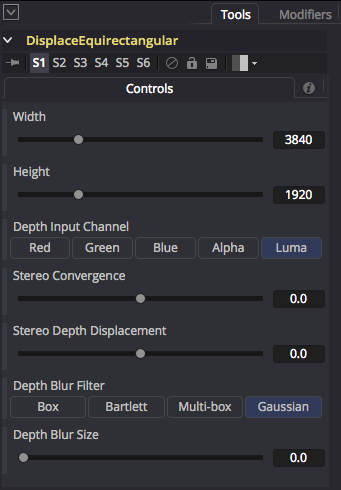 Tools Modifiers
DisplaceEquirectangular
S1 S2 S3 S4 S5 S6
Controls
Width
3840
Height
1920
Depth Input Channel
Red Green Blue Alpha Luma
Stereo Convergence
0.0
Stereo Depth Displacement
0.0
Depth Blur Filter
Box Bartlett Multi-box Gaussian
Depth Blur Size
0.0